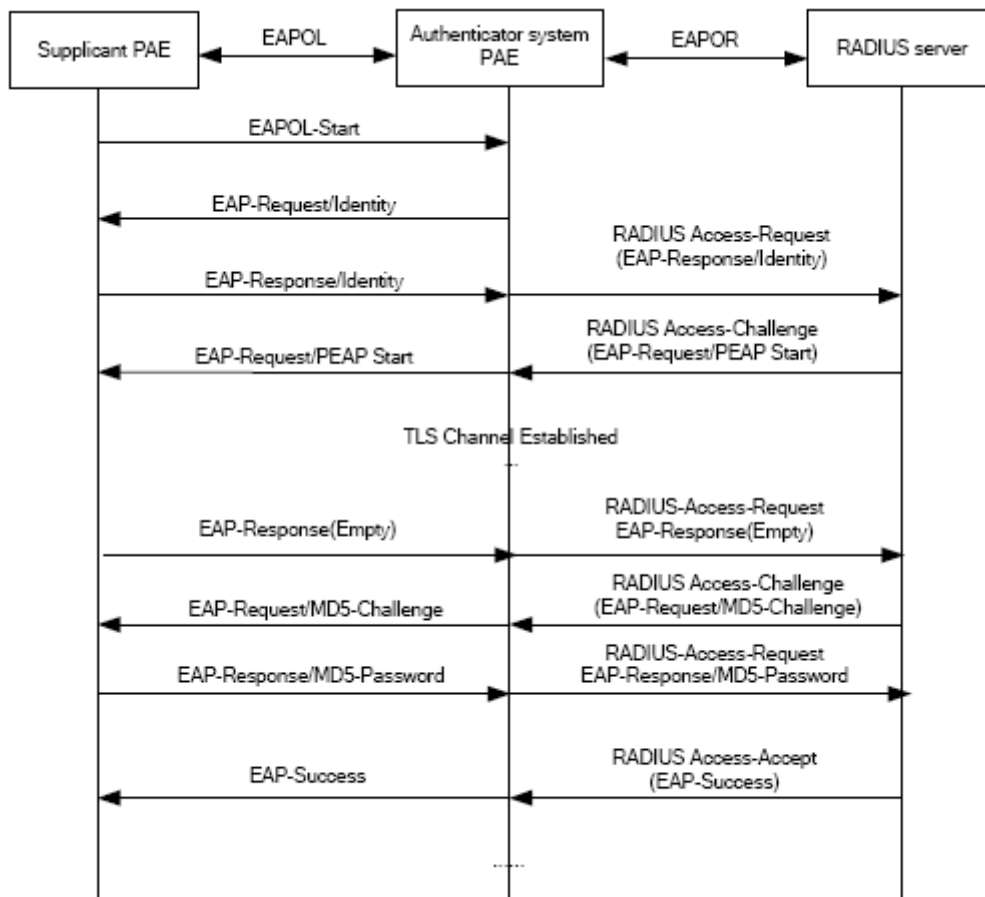 Supplicant PAE
EAPOL
Authenticator system
PAE
EAPOR
RADIUS server
EAPOL-Start
EAP-Request/Identity
RADIUS Access-Request
(EAP-Response/Identity)
EAP-Response/Identity
RADIUS Access-Challenge
(EAP-Request/PEAP Start)
EAP-Request/PEAP Start
TLS Channel Established
RADIUS-Access-Request
EAP-Response(Empty)
EAP-Response(Empty)
RADIUS Access-Challenge
(EAP-Request/MD5-Challenge)
EAP-Request/MD5-Challenge
RADIUS-Access-Request
EAP-Response/MD5-Password
EAP-Response/MD5-Password
RADIUS Access-Accept
(EAP-Success)
EAP-Success